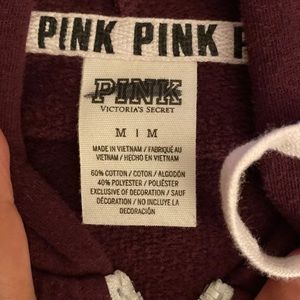 PINK PINK
PINK
VICTORIA'S SECRET
M | M
MADE IN VIETNAM / FABRIQUÉ AU
VIETNAM / HECHO EN VIETNAM
60% COTTON / COTON / ALGODÓN
40% POLYESTER / POLIÉSTER
EXCLUSIVE OF DECORATION / SAUF
DÉCORATION / NO INCLUYE LA
DECORACIÓN